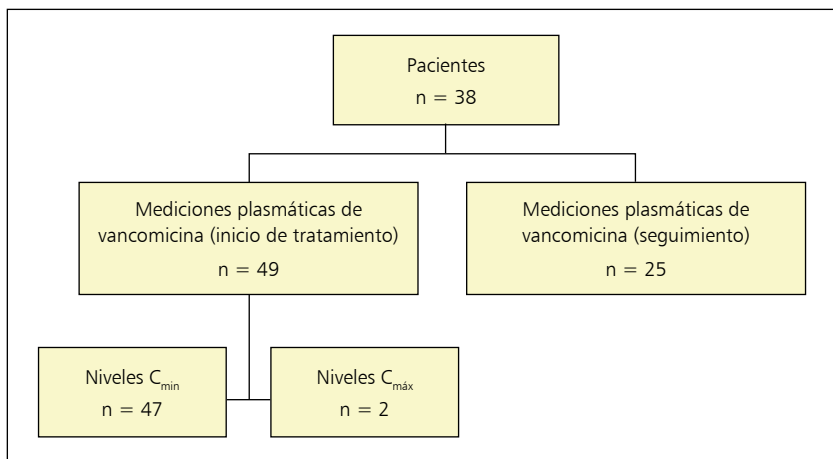 Pacientes
n = 38
Mediciones plasmáticas de
vancomicina (inicio de tratamiento)
n = 49
Mediciones plasmáticas de
vancomicina (seguimiento)
n = 25
Niveles Cmin
n = 47
Niveles Cmáx
n = 2